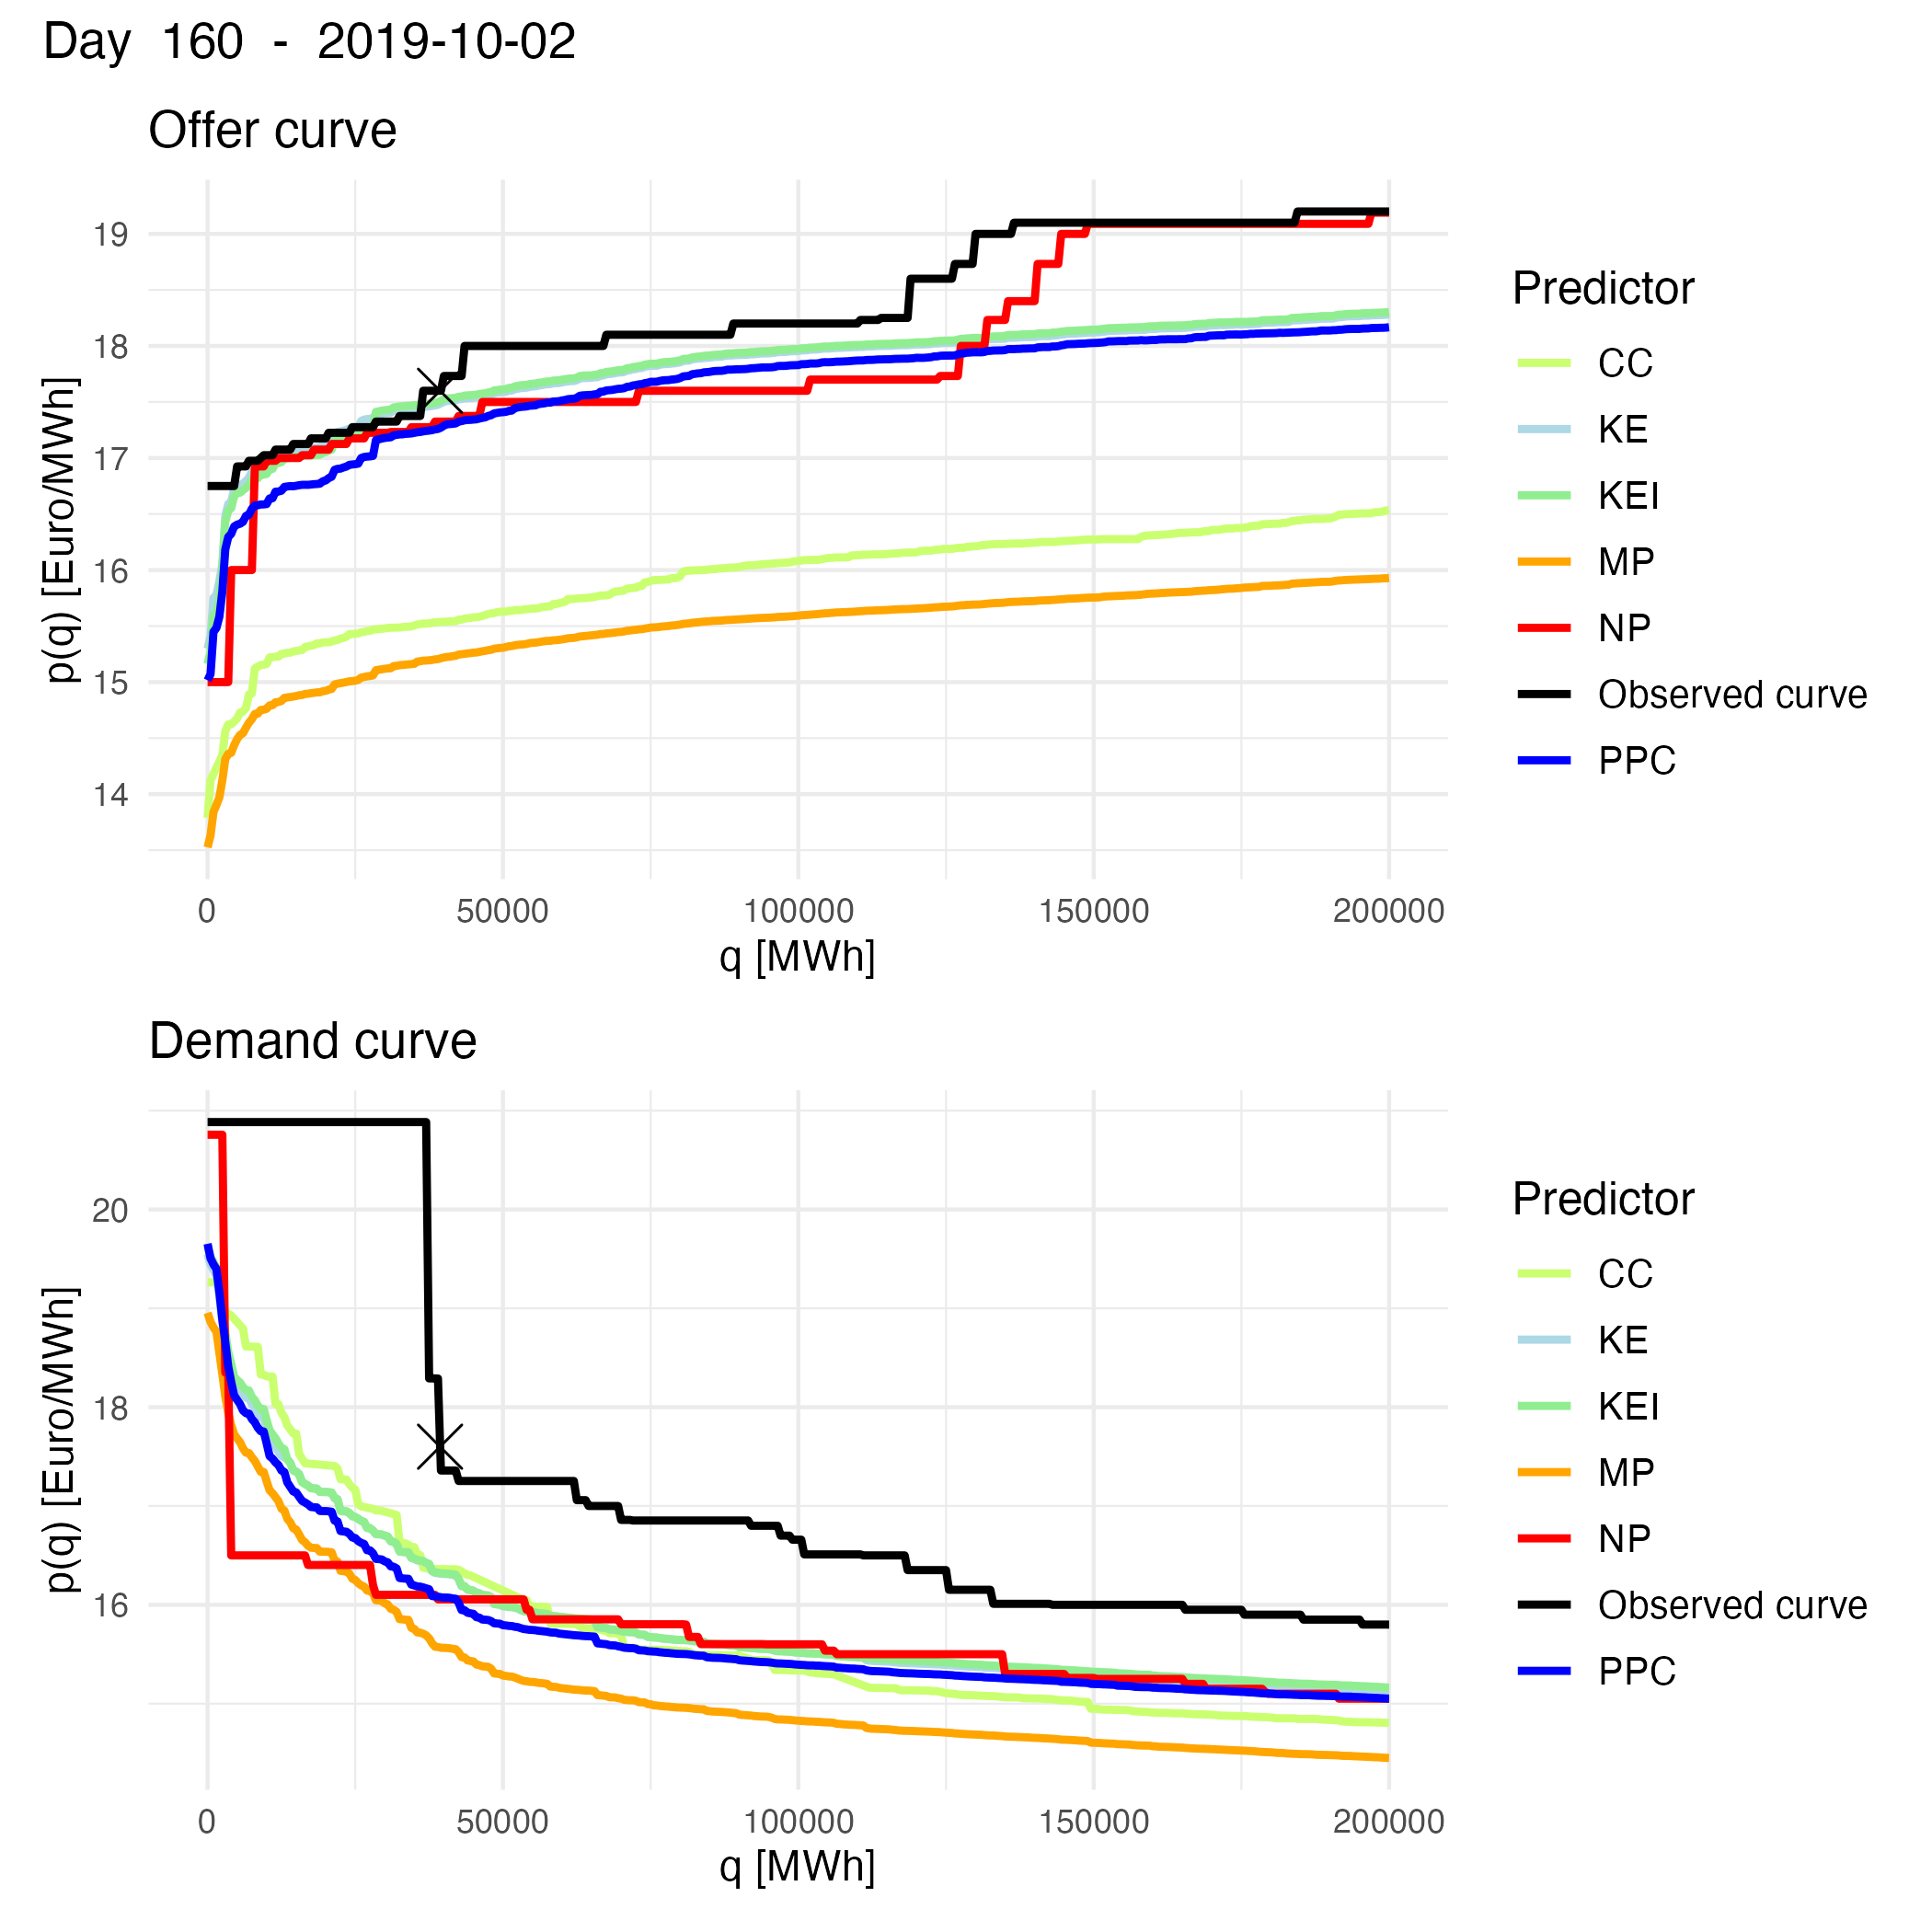 Day 160 - 2019-10-02
Offer curve
p(q) [Euro/MWh]
19
18
17
16
15
14
0 50000 100000 150000 200000
q [MWh]
Predictor
CC
KE
KEI
MP
NP
Observed curve
PPC
Demand curve
p(q) [Euro/MWh]
20
18
16
0 50000 100000 150000 200000
q [MWh]
Predictor
CC
KE
KEI
MP
NP
Observed curve
PPC